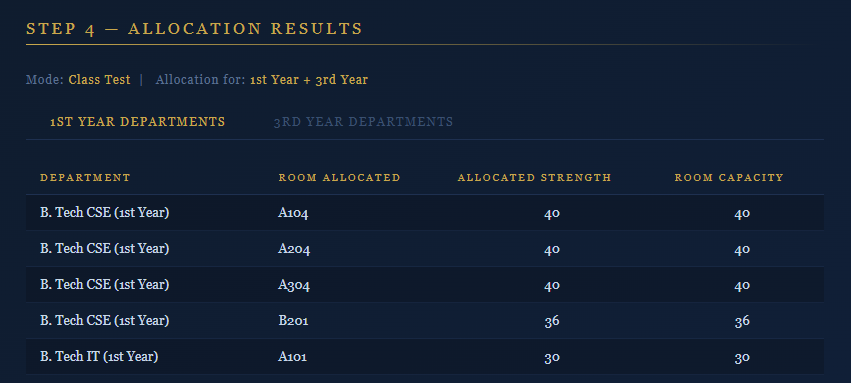 STEP 4 — ALLOCATION RESULTS
Mode: Class Test | Allocation for: 1st Year + 3rd Year
1ST YEAR DEPARTMENTS 3RD YEAR DEPARTMENTS
DEPARTMENT ROOM ALLOCATED ALLOCATED STRENGTH ROOM CAPACITY
B. Tech CSE (1st Year) A104 40 40
B. Tech CSE (1st Year) A204 40 40
B. Tech CSE (1st Year) A304 40 40
B. Tech CSE (1st Year) B201 36 36
B. Tech IT (1st Year) A101 30 30